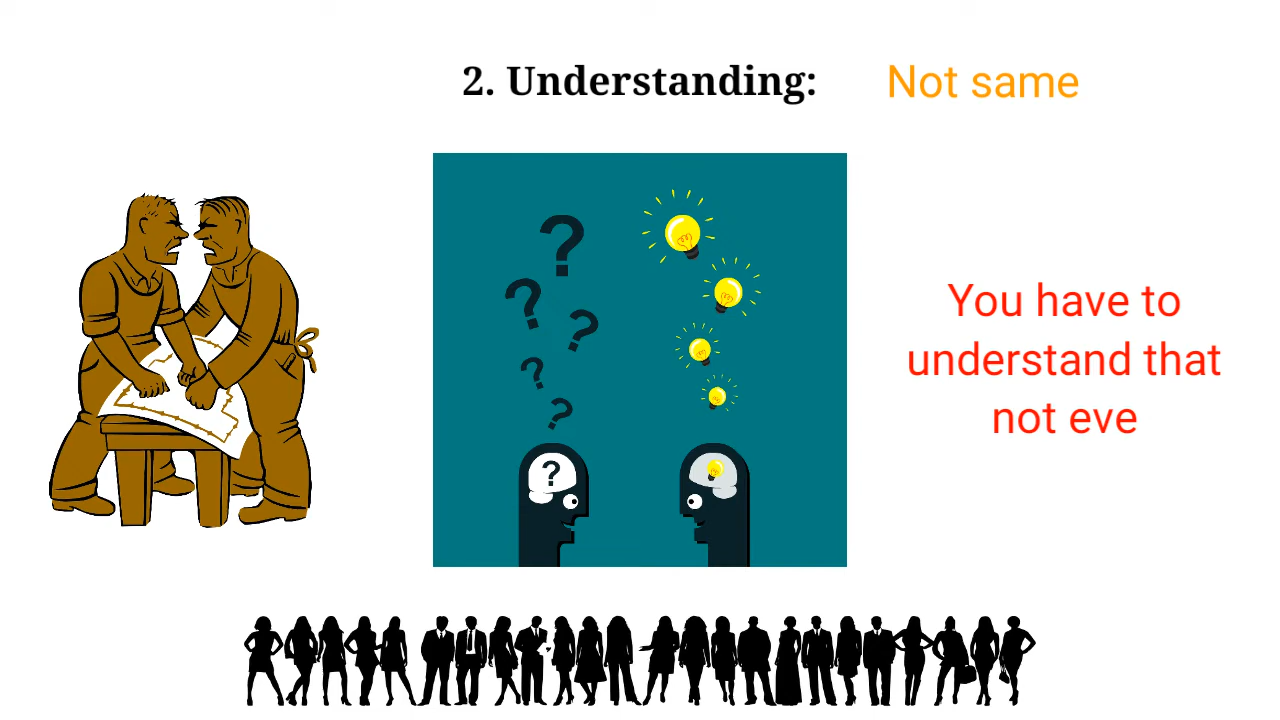 2. Understanding:
Not same
?
?
?
?
?
?
You have to
understand that
not eve